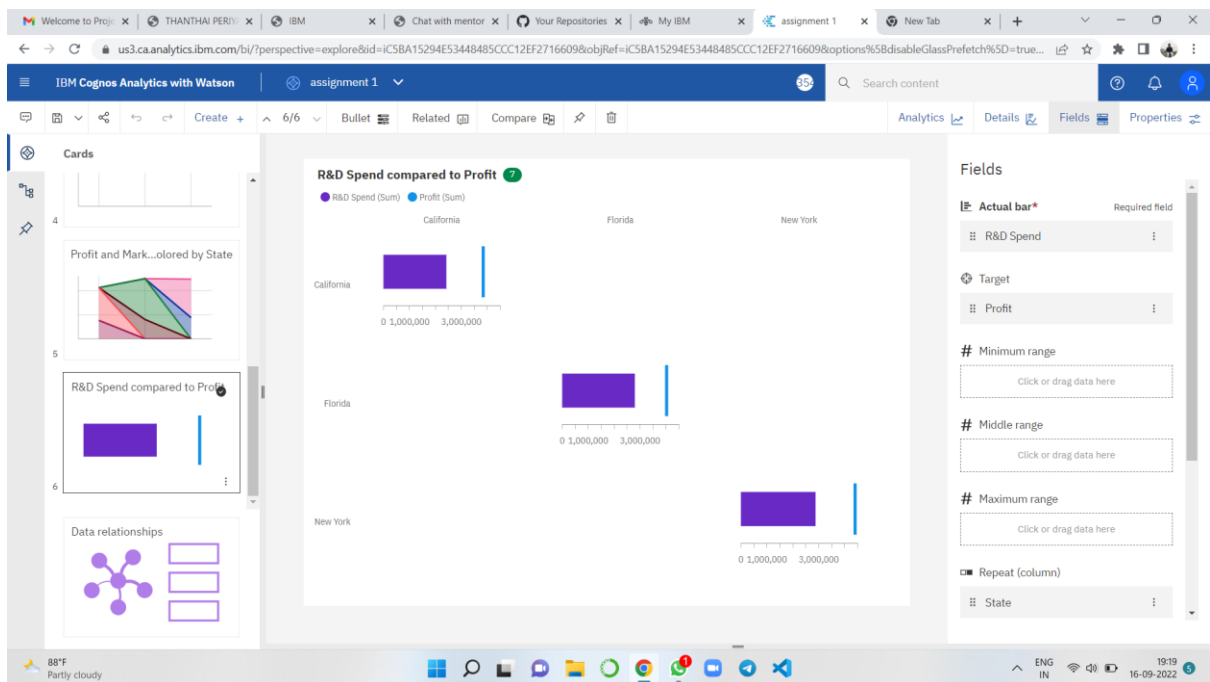 Welcome to Proje
THANTHAI PERIY
IBM
Chat with mentor
Your Repositories
My IBM
assignment 1
New Tab
us3.ca.analytics.ibm.com/bi/?perspective=explore&id=iC5BA15294E53448485CCC12EF2716609&objRef=iC5BA15294E53448485CCC12EF2716609&options%5BdisableGlassPrefetch%5D=true...
IBM Cognos Analytics with Watson
assignment 1
Search content
Create +
6/6
Bullet
Related
Compare
Analytics
Details
Fields
Properties
Cards
4
Profit and Mark...olored by State
5
R&D Spend compared to Profit
6
Data relationships
R&D Spend compared to Profit 7
R&D Spend (Sum) Profit (Sum)
California Florida New York
California
0 1,000,000 3,000,000
Florida
0 1,000,000 3,000,000
New York
0 1,000,000 3,000,000
Fields
Actual bar* Required field
R&D Spend
Target
Profit
# Minimum range
Click or drag data here
# Middle range
Click or drag data here
# Maximum range
Click or drag data here
Repeat (column)
State
88°F
Partly cloudy
1
ENG
IN
19:19
16-09-2022
5